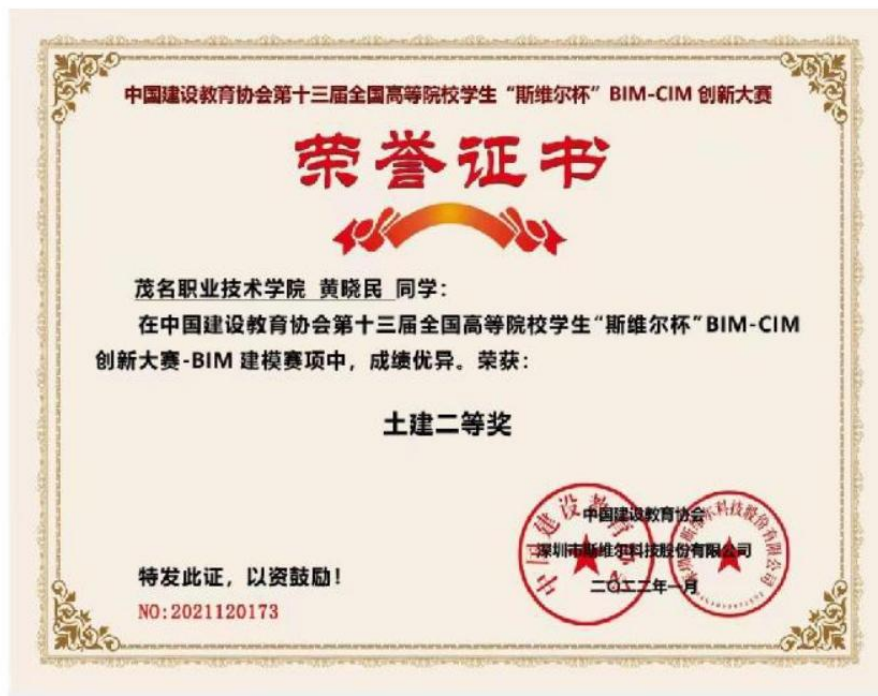 中国建设教育协会第十三届全国高等院校学生“斯维尔杯”BIM-CIM 创新大赛
荣誉证书
茂名职业技术学院 黄晓民 同学：
在中国建设教育协会第十三届全国高等院校学生“斯维尔杯”BIM-CIM
创新大赛-BIM 建模赛项中，成绩优异。荣获：
土建二等奖
中国建设教育协会
深圳市斯维尔科技股份有限公司
二〇二二年一月
特发此证，以资鼓励！
NO:2021120173